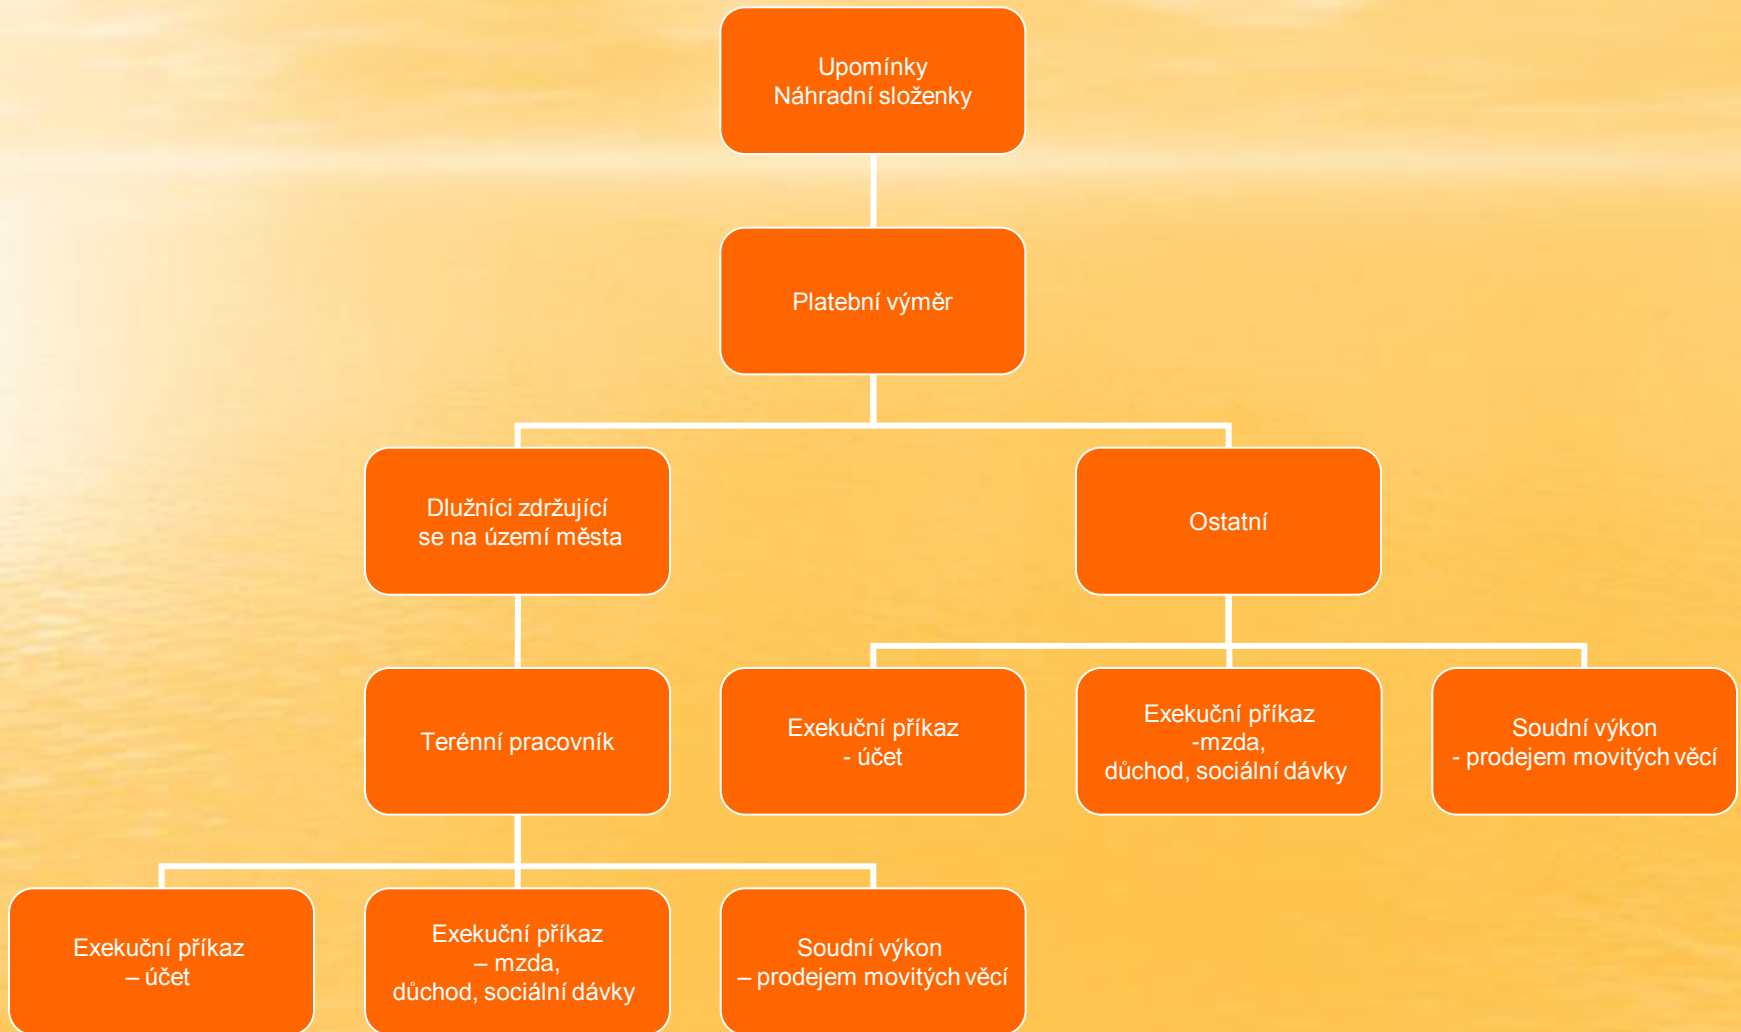 Upomínky
Náhradní složenky
Platební výměr
Dlužníci zdržující
se na území města
Ostatní
Terénní pracovník
Exekuční příkaz
- účet
Exekuční příkaz
-mzda,
důchod, sociální dávky
Soudní výkon
- prodejem movitých věcí
Exekuční příkaz
– účet
Exekuční příkaz
– mzda,
důchod, sociální dávky
Soudní výkon
– prodejem movitých věcí